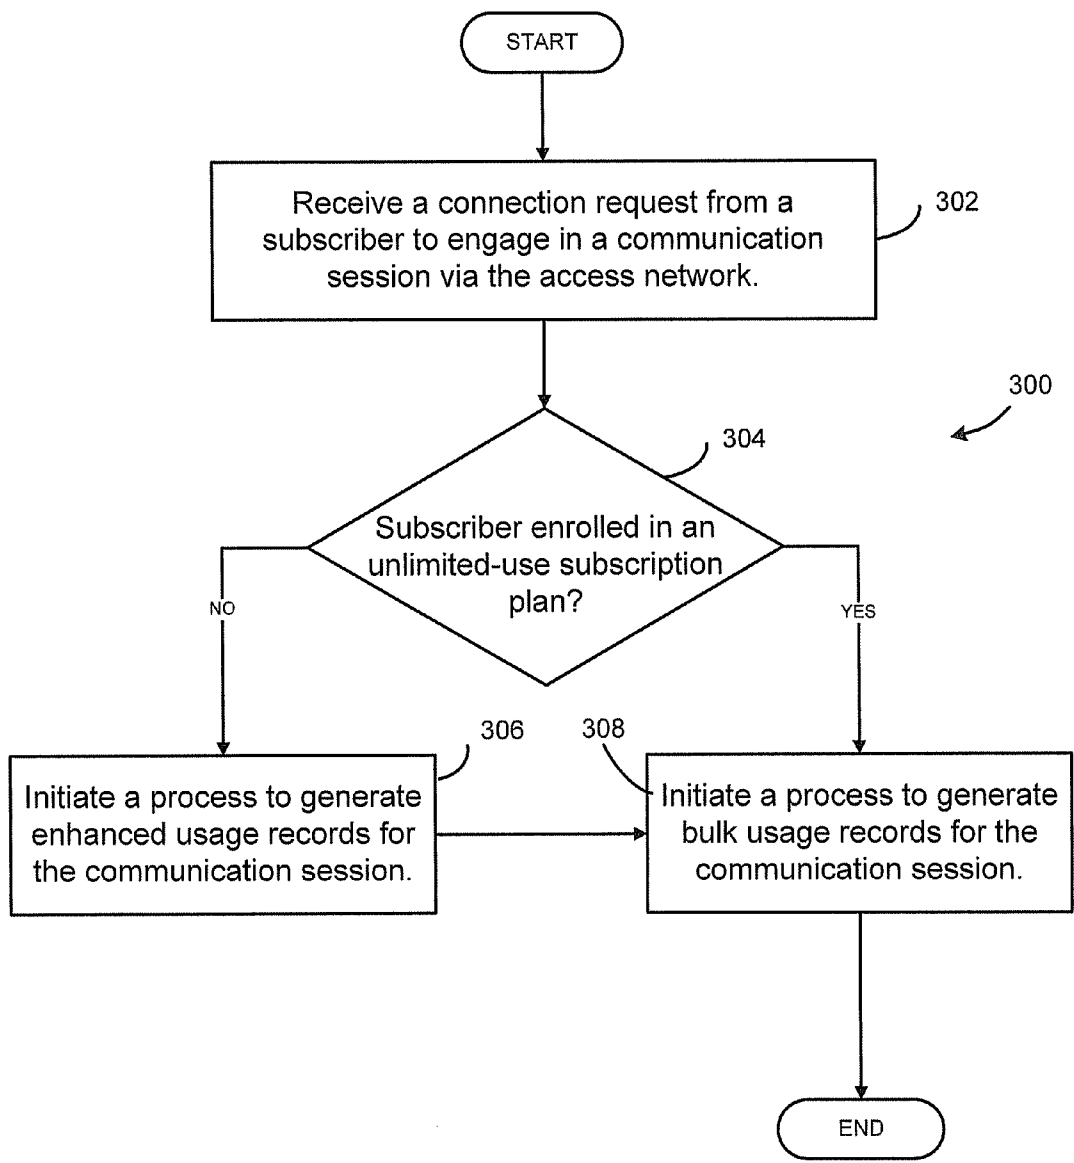 START
Receive a connection request from a
subscriber to engage in a communication
session via the access network.
302
300
304
Subscriber enrolled in an
unlimited-use subscription
plan?
NO
YES
306
308
Initiate a process to generate
enhanced usage records for
the communication session.
Initiate a process to generate
bulk usage records for the
communication session.
END